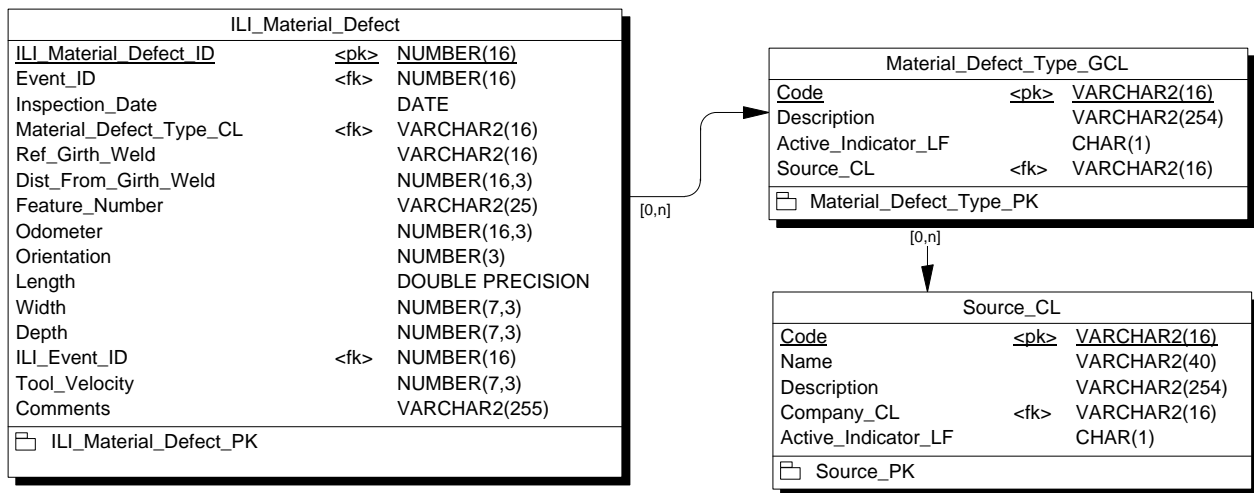 ILI_Material_Defect
ILI_Material_Defect_ID <pk> NUMBER(16)
Event_ID <fk> NUMBER(16)
Inspection_Date DATE
Material_Defect_Type_CL <fk> VARCHAR2(16)
Ref_Girth_Weld VARCHAR2(16)
Dist_From_Girth_Weld NUMBER(16,3)
Feature_Number VARCHAR2(25)
Odometer NUMBER(16,3)
Orientation NUMBER(3)
Length DOUBLE PRECISION
Width NUMBER(7,3)
Depth NUMBER(7,3)
ILI_Event_ID <fk> NUMBER(16)
Tool_Velocity NUMBER(7,3)
Comments VARCHAR2(255)
ILI_Material_Defect_PK
[0,n]
Material_Defect_Type_GCL
Code <pk> VARCHAR2(16)
Description VARCHAR2(254)
Active_Indicator_LF CHAR(1)
Source_CL <fk> VARCHAR2(16)
Material_Defect_Type_PK
[0,n]
Source_CL
Code <pk> VARCHAR2(16)
Name VARCHAR2(40)
Description VARCHAR2(254)
Company_CL <fk> VARCHAR2(16)
Active_Indicator_LF CHAR(1)
Source_PK